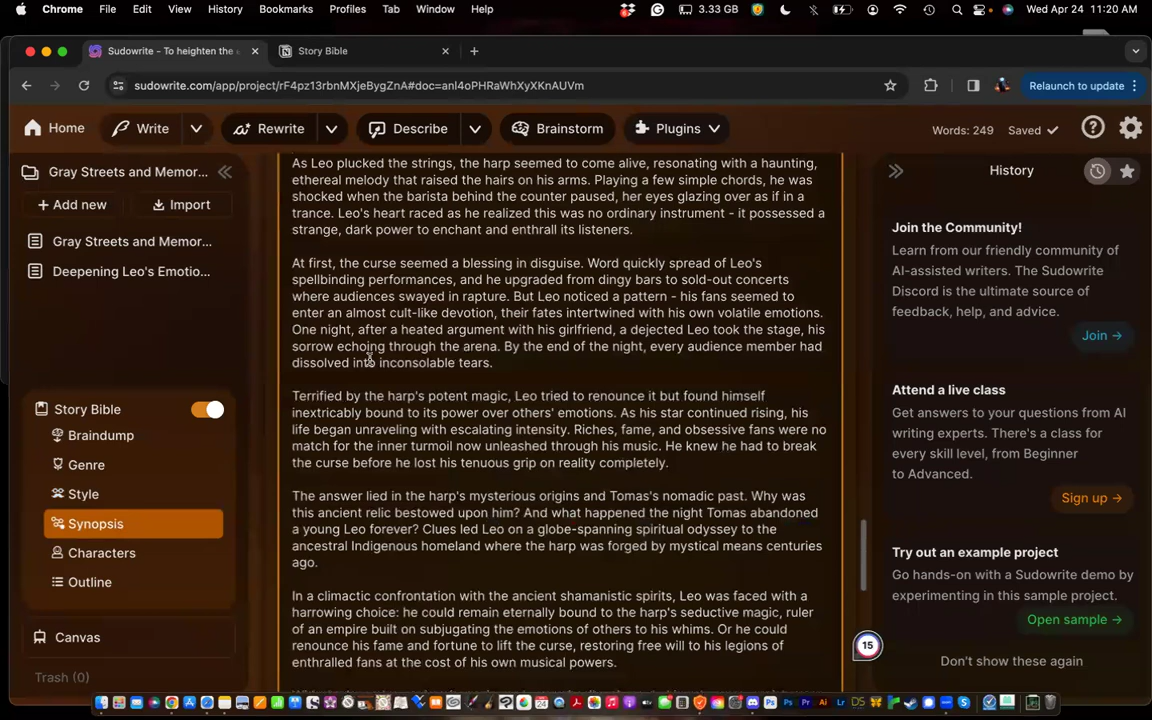 Chrome File Edit View History Bookmarks Profiles Tab Window Help 3.33 GB Wed Apr 24 11:20 AM
Sudowrite - To heighten the e
Story Bible
sudowrite.com/app/project/rF4pz13rbnMXjeBygZnA#doc=anl4oPHRaWhXyXKnAUVm
Relaunch to update
Home
Write
Rewrite
Describe
Brainstorm
Plugins
Words: 249
Saved
Gray Streets and Memor...
Add new
Import
Gray Streets and Memor...
Deepening Leo's Emotio...
Story Bible
Braindump
Genre
Style
Synopsis
Characters
Outline
Canvas
Trash (0)
As Leo plucked the strings, the harp seemed to come alive, resonating with a haunting,
ethereal melody that raised the hairs on his arms. Playing a few simple chords, he was
shocked when the barista behind the counter paused, her eyes glazing over as if in a
trance. Leo's heart raced as he realized this was no ordinary instrument - it possessed a
strange, dark power to enchant and enthrall its listeners.
At first, the curse seemed a blessing in disguise. Word quickly spread of Leo's
spellbinding performances, and he upgraded from dingy bars to sold-out concerts
where audiences swayed in rapture. But Leo noticed a pattern - his fans seemed to
enter an almost cult-like devotion, their fates intertwined with his own volatile emotions.
One night, after a heated argument with his girlfriend, a dejected Leo took the stage, his
sorrow echoing through the arena. By the end of the night, every audience member had
dissolved into inconsolable tears.
Terrified by the harp's potent magic, Leo tried to renounce it but found himself
inextricably bound to its power over others' emotions. As his star continued rising, his
life began unraveling with escalating intensity. Riches, fame, and obsessive fans were no
match for the inner turmoil now unleashed through his music. He knew he had to break
the curse before he lost his tenuous grip on reality completely.
The answer lied in the harp's mysterious origins and Tomas's nomadic past. Why was
this ancient relic bestowed upon him? And what happened the night Tomas abandoned
a young Leo forever? Clues led Leo on a globe-spanning spiritual odyssey to the
ancestral Indigenous homeland where the harp was forged by mystical means centuries
ago.
In a climactic confrontation with the ancient shamanistic spirits, Leo was faced with a
harrowing choice: he could remain eternally bound to the harp's seductive magic, ruler
of an empire built on subjugating the emotions of others to his whims. Or he could
renounce his fame and fortune to lift the curse, restoring free will to his legions of
enthralled fans at the cost of his own musical powers.
15
History
Join the Community!
Learn from our friendly community of
AI-assisted writers. The Sudowrite
Discord is the ultimate source of
feedback, help, and advice.
Join →
Attend a live class
Get answers to your questions from AI
writing experts. There's a class for
every skill level, from Beginner
to Advanced.
Sign up →
Try out an example project
Go hands-on with a Sudowrite demo by
experimenting in this sample project.
Open sample →
Don't show these again